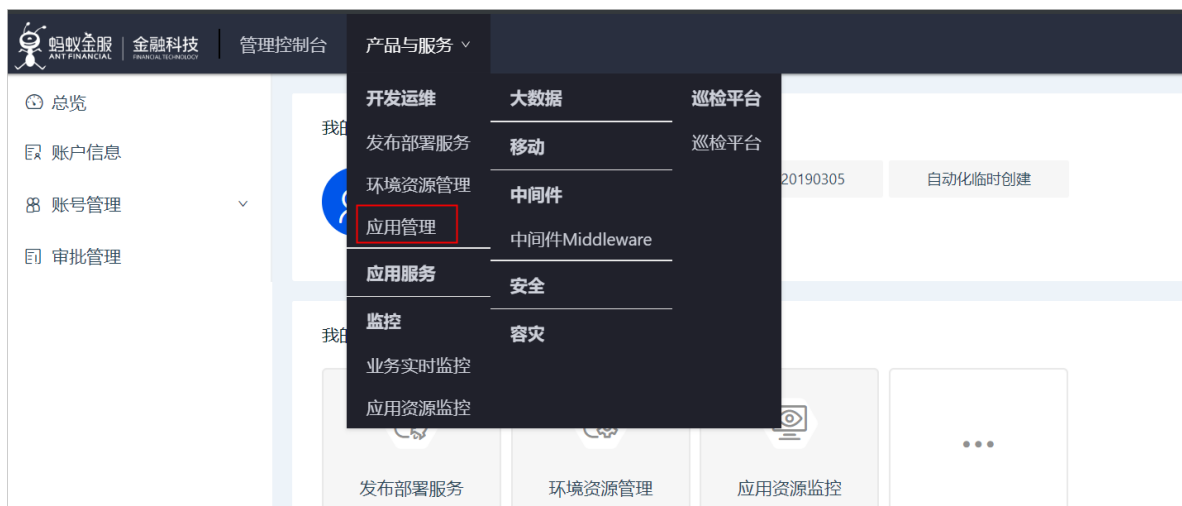 蚂蚁金服 金融科技 管理控制台 产品与服务
ANT FINANCIAL FINANCIAL TECHNOLOGY
总览
账户信息
账号管理
审批管理
开发运维
发布部署服务
环境资源管理
应用管理
应用服务
监控
业务实时监控
应用资源监控
大数据
移动
中间件
中间件Middleware
安全
容灾
巡检平台
巡检平台
我的
20190305 自动化临时创建
我的
发布部署服务 环境资源管理 应用资源监控 •••